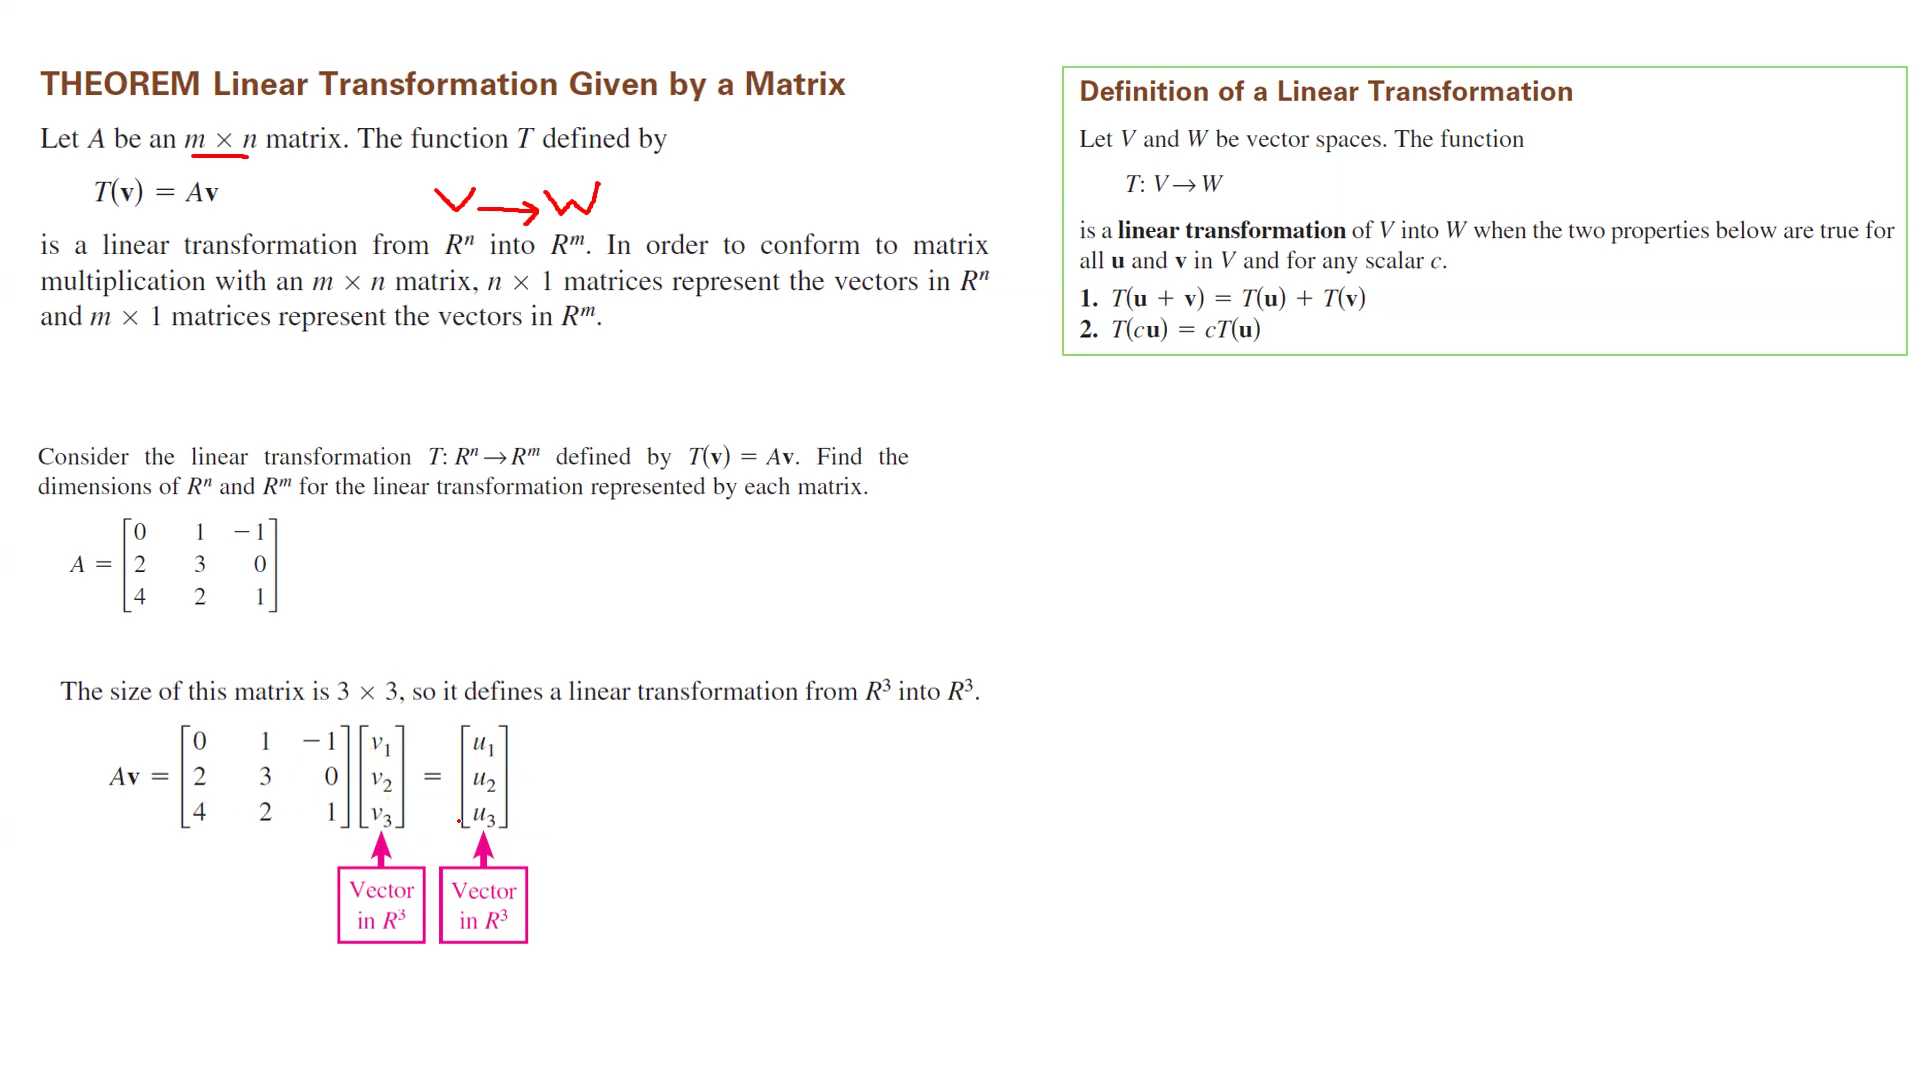 THEOREM Linear Transformation Given by a Matrix
Let A be an m × n matrix. The function T defined by
T(v) = Av
V → W
is a linear transformation from Rⁿ into Rᵐ. In order to conform to matrix
multiplication with an m × n matrix, n × 1 matrices represent the vectors in Rⁿ
and m × 1 matrices represent the vectors in Rᵐ.
Definition of a Linear Transformation
Let V and W be vector spaces. The function
T: V → W
is a linear transformation of V into W when the two properties below are true for
all u and v in V and for any scalar c.
1. T(u + v) = T(u) + T(v)
2. T(cu) = cT(u)
Consider the linear transformation T: Rⁿ → Rᵐ defined by T(v) = Av. Find the
dimensions of Rⁿ and Rᵐ for the linear transformation represented by each matrix.
0 1 −1
A = 2 3 0
4 2 1
The size of this matrix is 3 × 3, so it defines a linear transformation from R³ into R³.
0 1 −1 v₁ u₁
Av = 2 3 0 v₂ = u₂
4 2 1 v₃ u₃
Vector
in R³
Vector
in R³